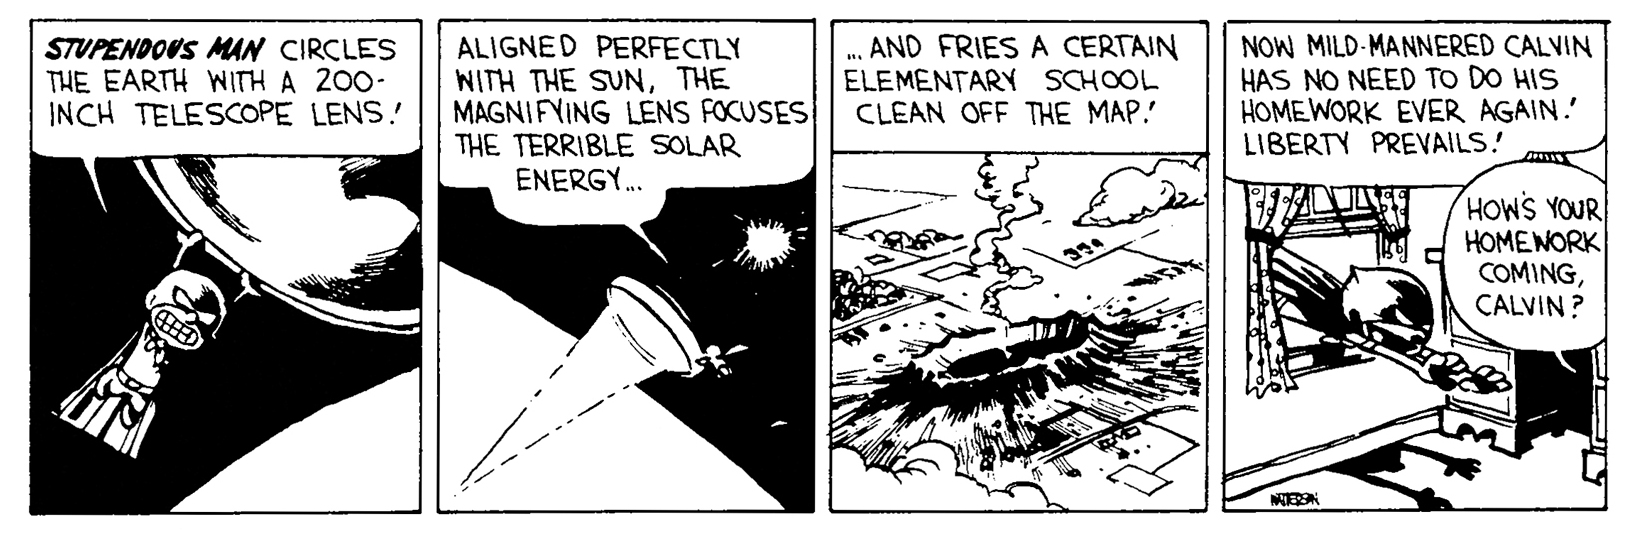 STUPENDOUS MAN CIRCLES
THE EARTH WITH A 200-
INCH TELESCOPE LENS!
ALIGNED PERFECTLY
WITH THE SUN, THE
MAGNIFYING LENS FOCUSES
THE TERRIBLE SOLAR
ENERGY...
...AND FRIES A CERTAIN
ELEMENTARY SCHOOL
CLEAN OFF THE MAP!
NOW MILD-MANNERED CALVIN
HAS NO NEED TO DO HIS
HOMEWORK EVER AGAIN!
LIBERTY PREVAILS!
HOW'S YOUR
HOMEWORK
COMING,
CALVIN?
WATTERSON